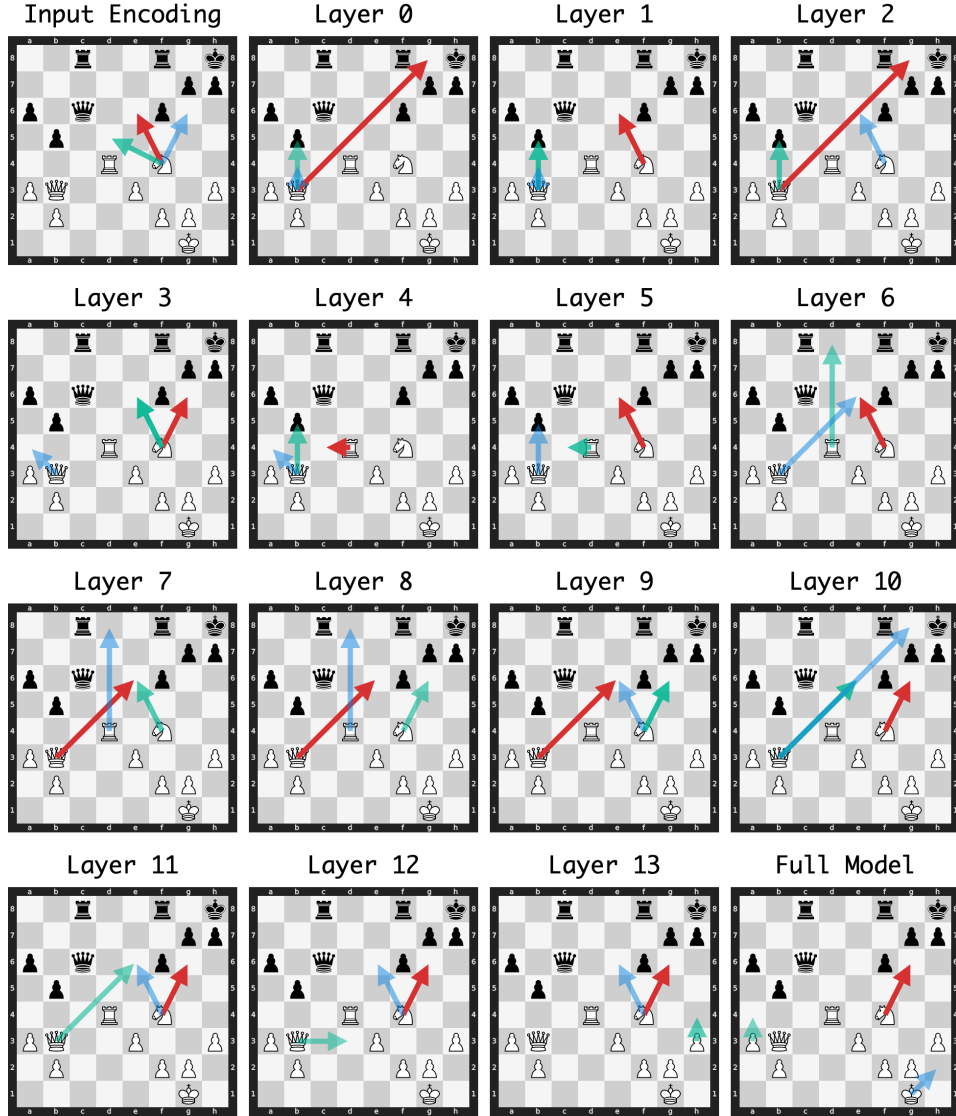 Input Encoding
Layer 0
Layer 1
Layer 2
Layer 3
Layer 4
Layer 5
Layer 6
Layer 7
Layer 8
Layer 9
Layer 10
Layer 11
Layer 12
Layer 13
Full Model